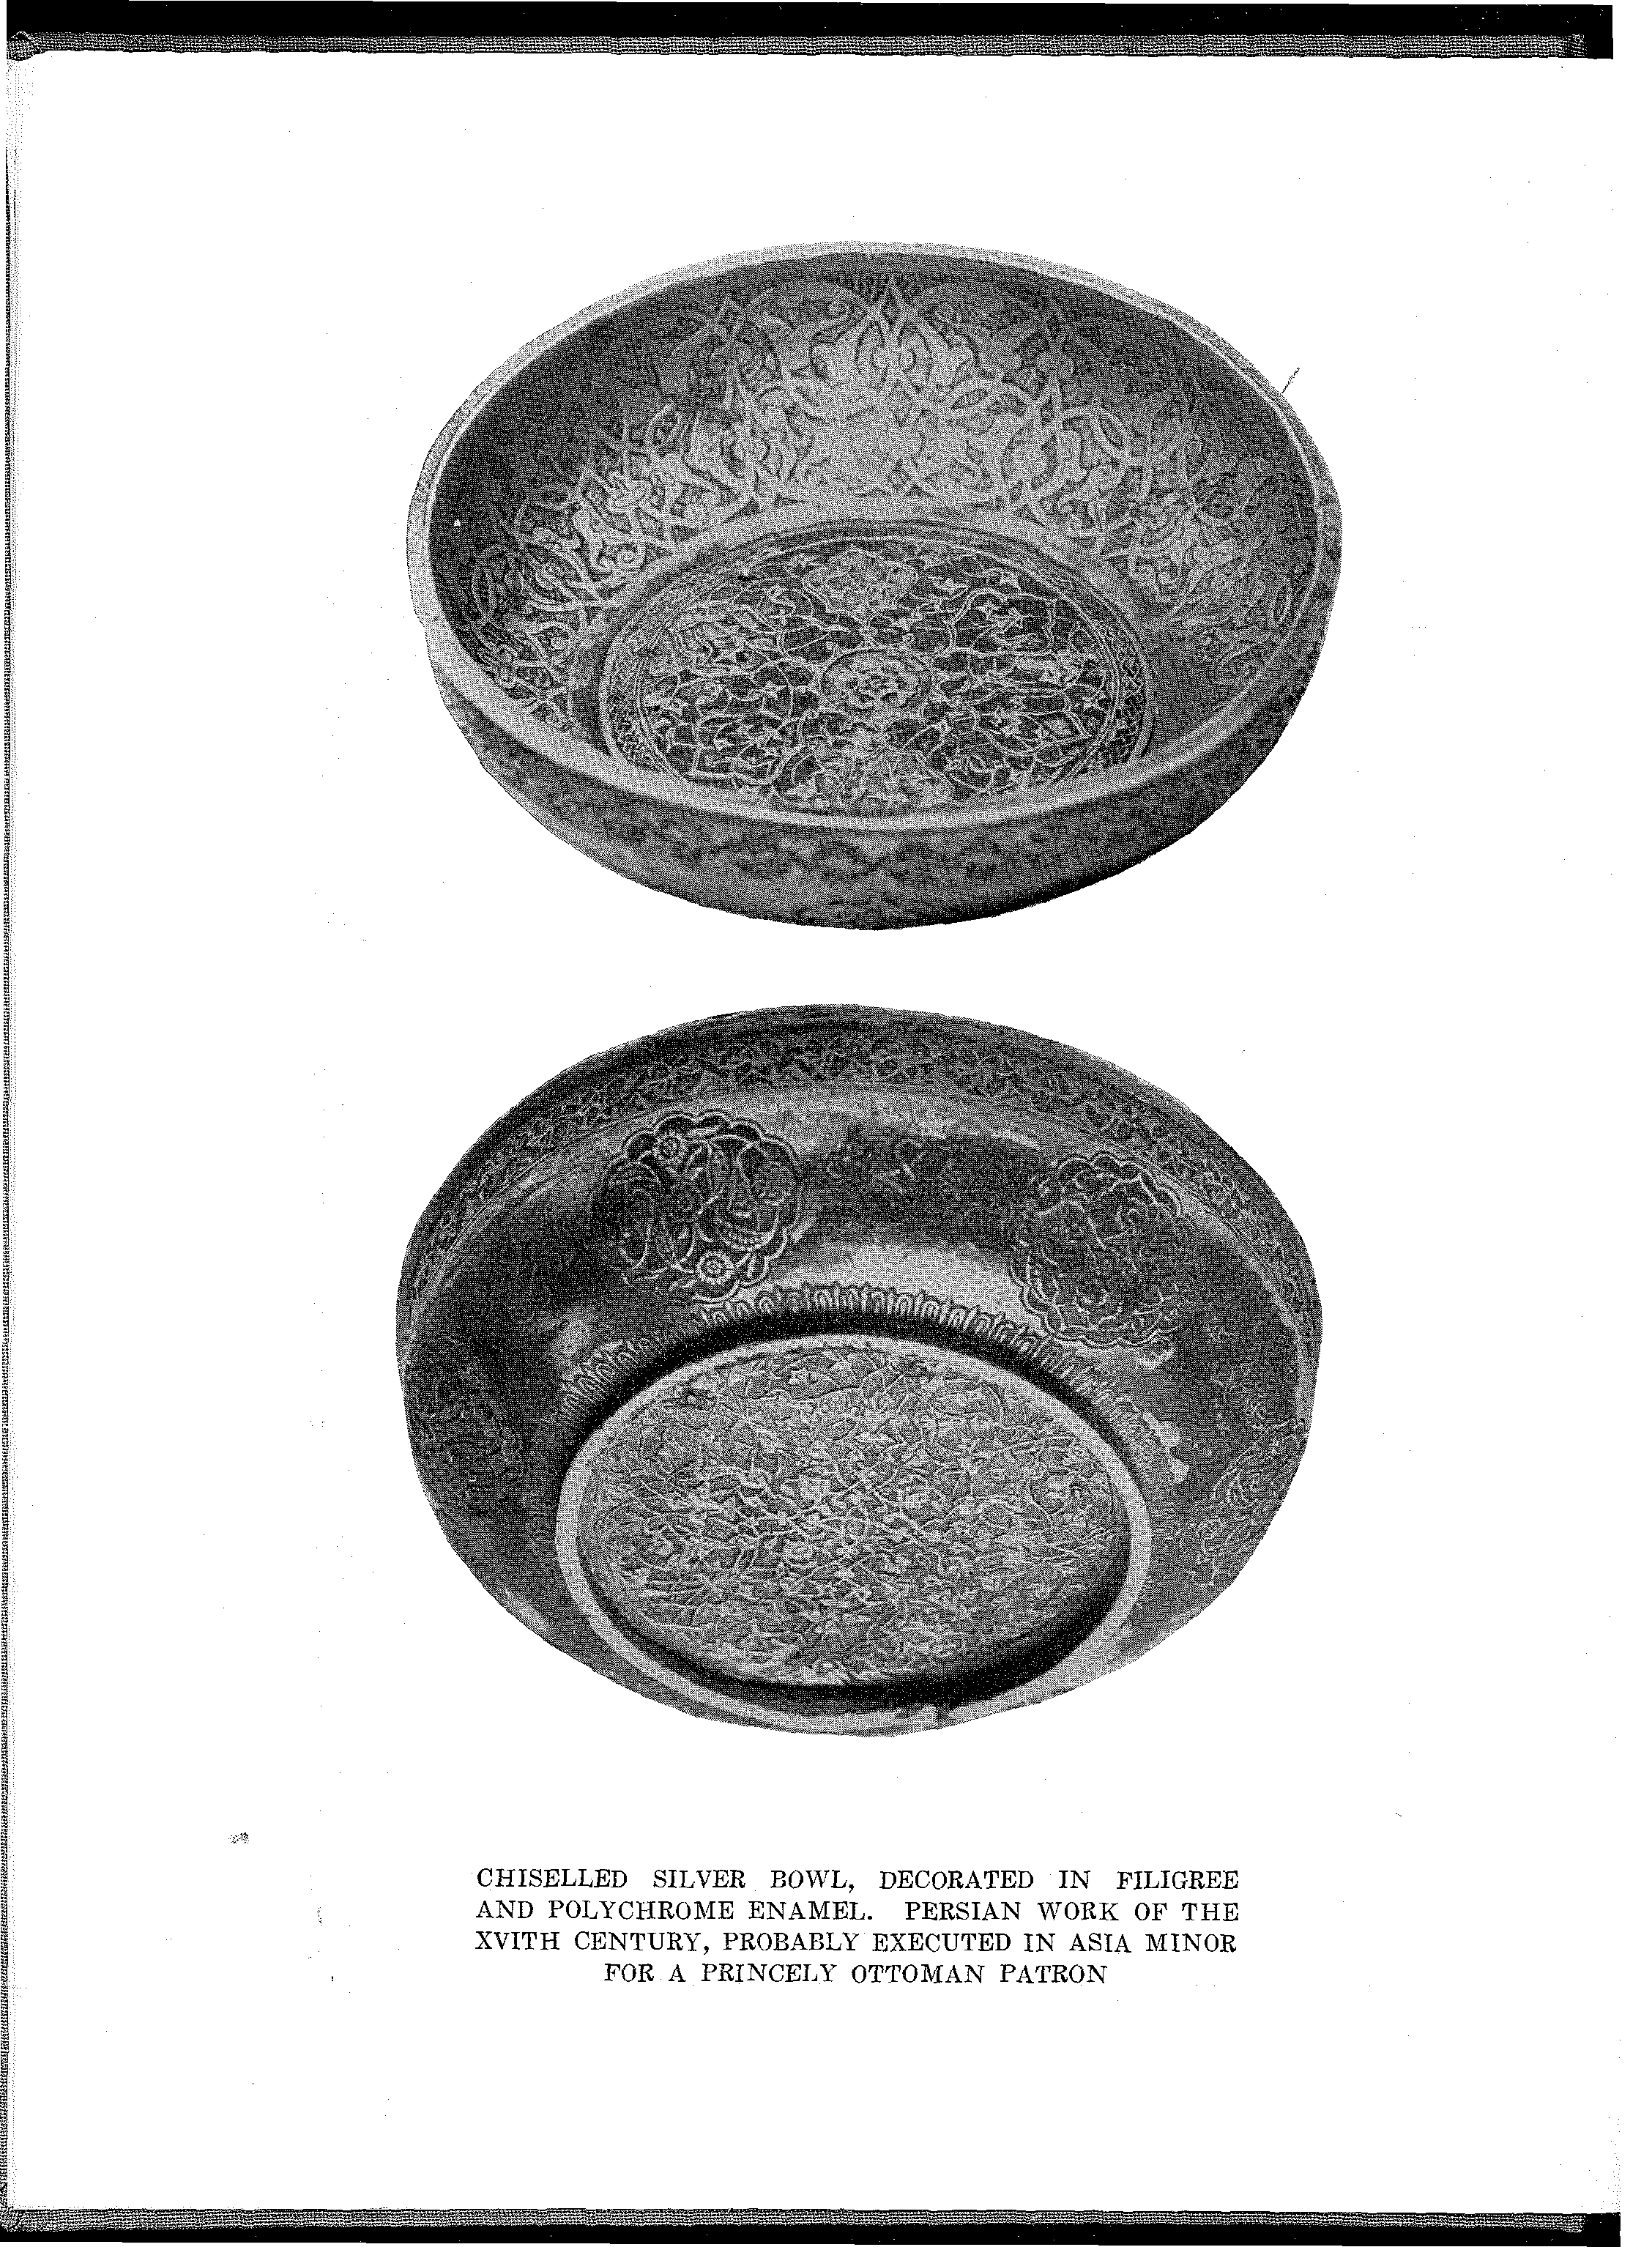 CHISELLED SILVER BOWL, DECORATED IN FILIGREE
AND POLYCHROME ENAMEL. PERSIAN WORK OF THE
XVITH CENTURY, PROBABLY EXECUTED IN ASIA MINOR
FOR A PRINCELY OTTOMAN PATRON